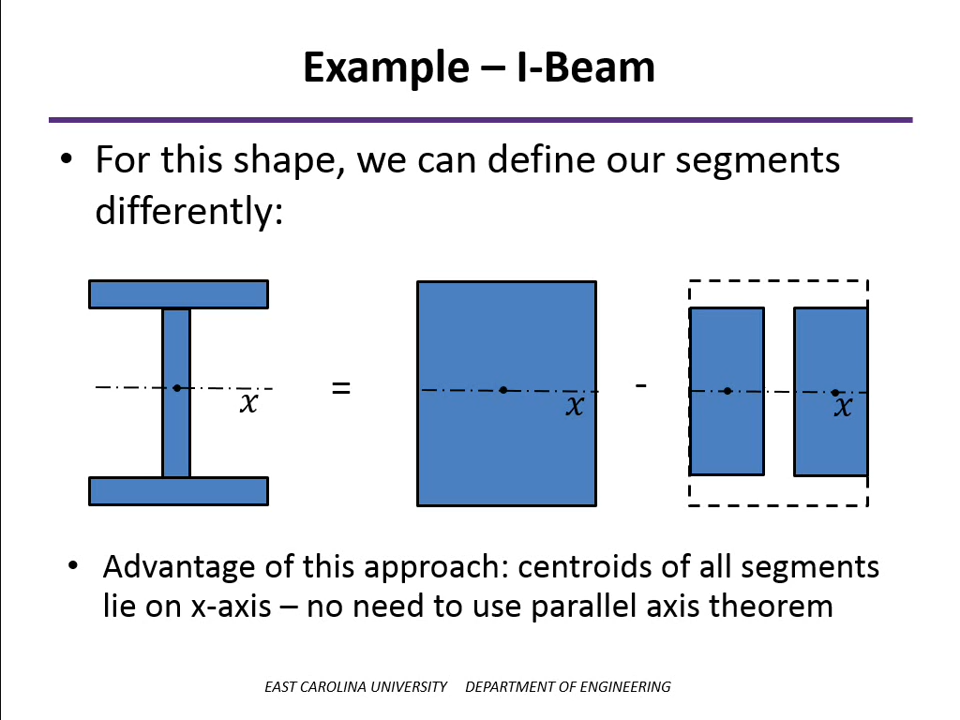 Example – I-Beam
• For this shape, we can define our segments
differently:
x
=
x
-
x
• Advantage of this approach: centroids of all segments
lie on x-axis – no need to use parallel axis theorem
EAST CAROLINA UNIVERSITY DEPARTMENT OF ENGINEERING